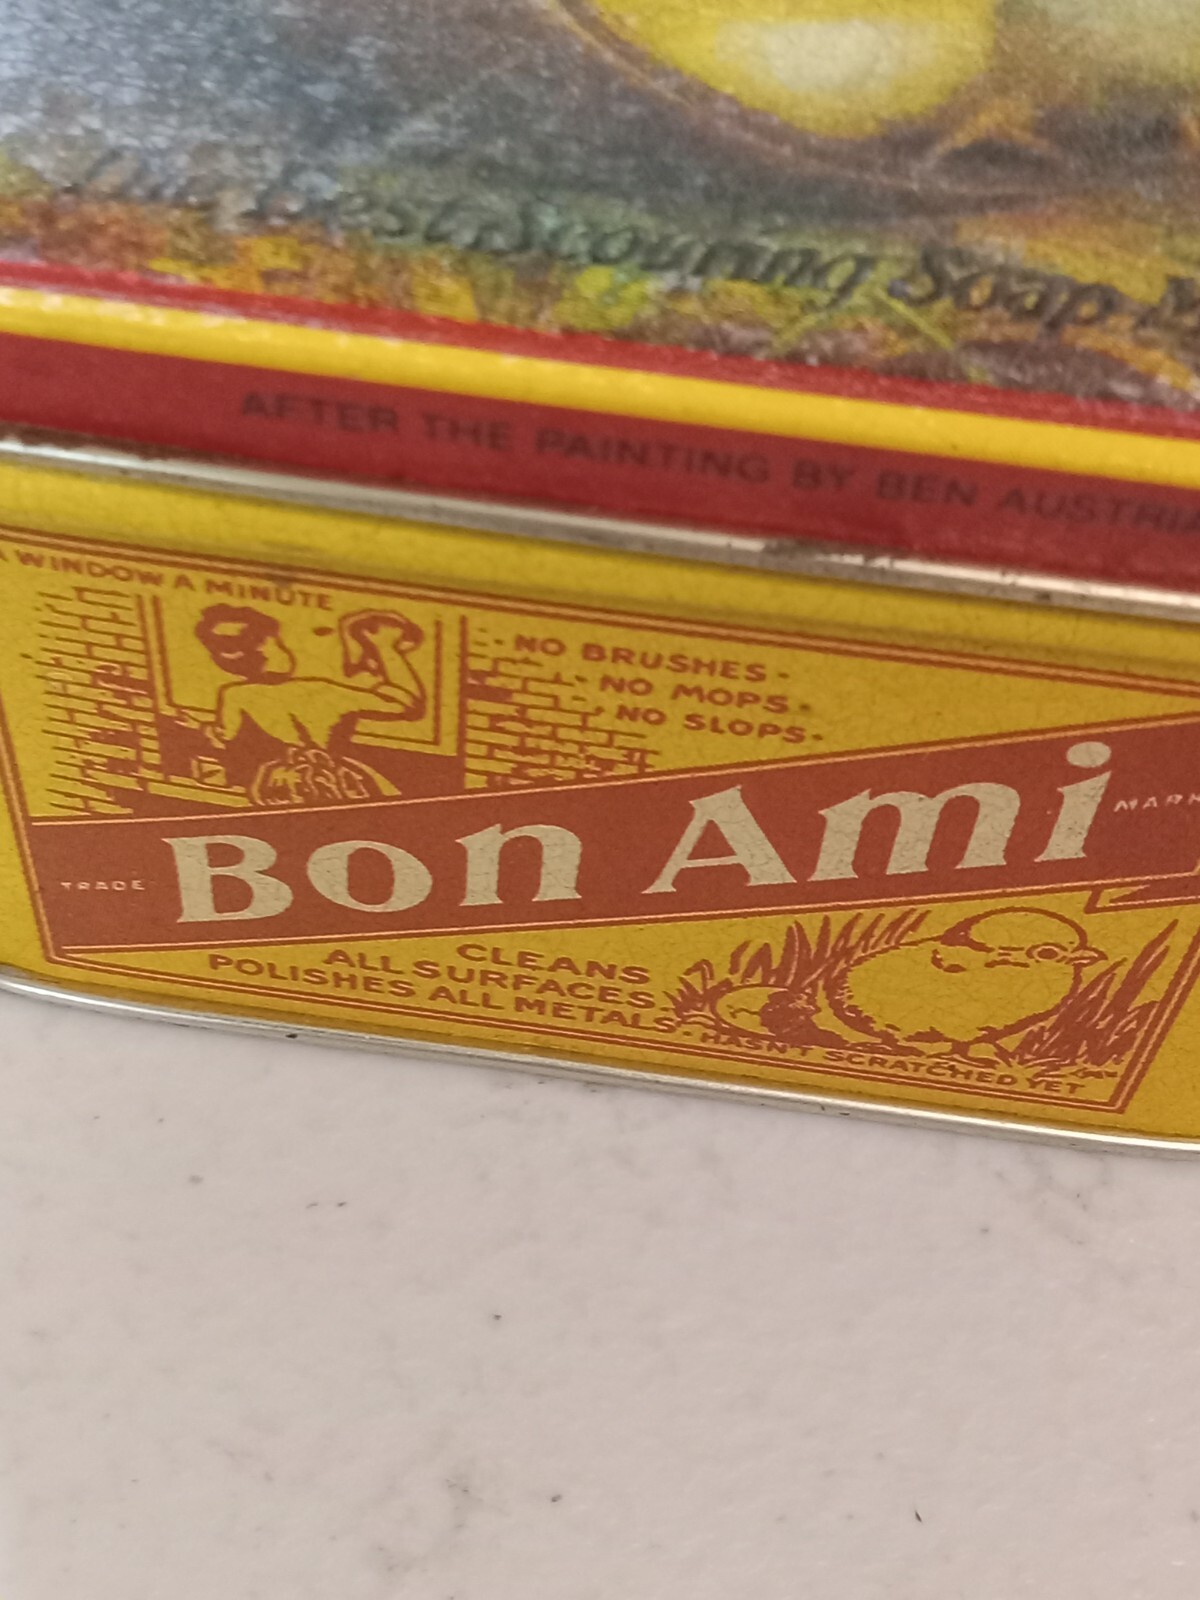 Scouring Soap
AFTER THE PAINTING BY BEN AUSTRIA
A WINDOW A MINUTE
NO BRUSHES
NO MOPS
NO SLOPS
TRADE Bon Ami MARK
CLEANS
ALL SURFACES
POLISHES ALL METALS
HASN'T SCRATCHED YET